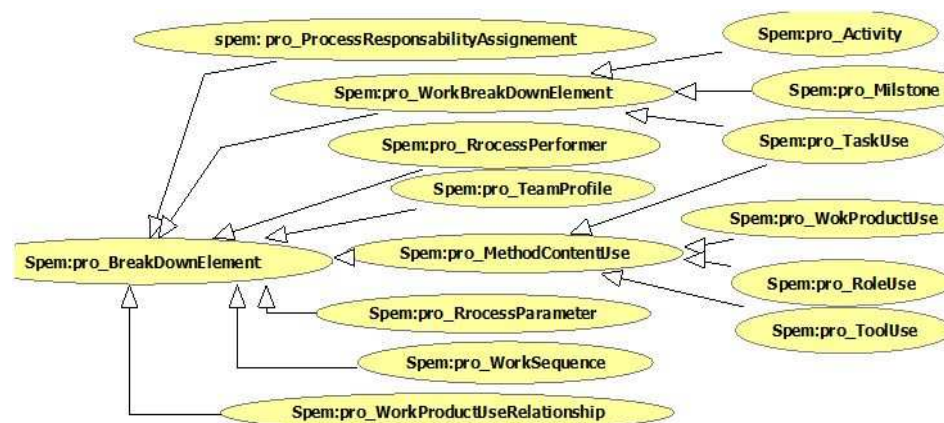 Spem:pro_Activity
spem: pro_ProcessResponsabilityAssignement
Spem:pro_WorkBreakDownElement
Spem:pro_Milstone
Spem:pro_RrocessPerformer
Spem:pro_TaskUse
Spem:pro_TeamProfile
Spem:pro_WokProductUse
Spem:pro_BreakDownElement
Spem:pro_MethodContentUse
Spem:pro_RoleUse
Spem:pro_RrocessParameter
Spem:pro_ToolUse
Spem:pro_WorkSequence
Spem:pro_WorkProductUseRelationship